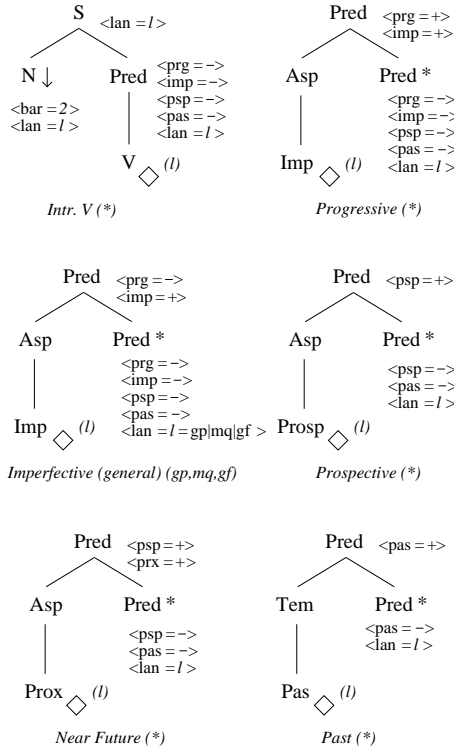 S <lan = l >
N ↓ Pred <prg = −>
<imp = −>
<psp = −>
<pas = −>
<lan = l >
<bar = 2>
<lan = l >
V ◇ (l)
Intr. V (*)
Pred <prg = +>
<imp = +>
Asp Pred *
<prg = −>
<imp = −>
<psp = −>
<pas = −>
<lan = l >
Imp ◇ (l)
Progressive (*)
Pred <prg = −>
<imp = +>
Asp Pred *
<prg = −>
<imp = −>
<psp = −>
<pas = −>
<lan = l = gp|mq|gf >
Imp ◇ (l)
Imperfective (general) (gp,mq,gf)
Pred <psp = +>
Asp Pred *
<psp = −>
<pas = −>
<lan = l >
Prosp ◇ (l)
Prospective (*)
Pred <psp = +>
<prx = +>
Asp Pred *
<psp = −>
<pas = −>
<lan = l >
Prox ◇ (l)
Near Future (*)
Pred <pas = +>
Tem Pred *
<pas = −>
<lan = l >
Pas ◇ (l)
Past (*)